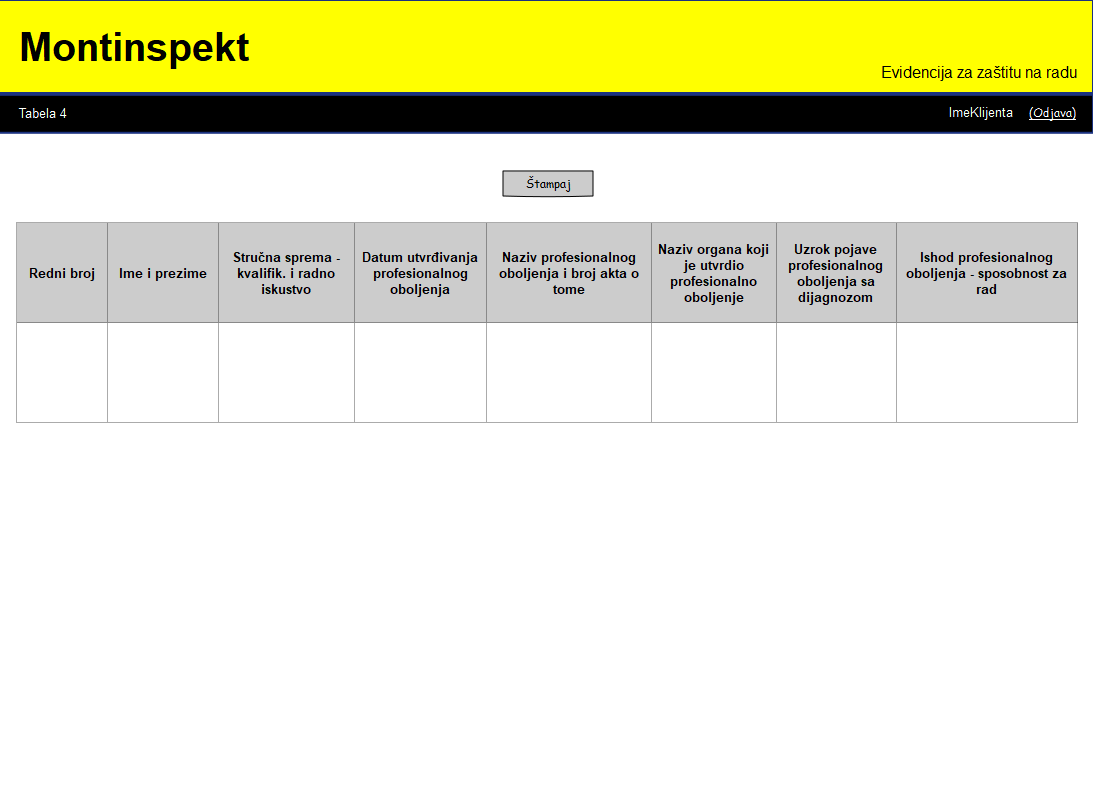 Montinspekt
Evidencija za zaštitu na radu
Tabela 4
ImeKlijenta (Odjava)
Štampaj
Redni broj
Ime i prezime
Stručna sprema -
kvalifik. i radno
iskustvo
Datum utvrđivanja
profesionalnog
oboljenja
Naziv profesionalnog
oboljenja i broj akta o
tome
Naziv organa koji
je utvrdio
profesionalno
oboljenje
Uzrok pojave
profesionalnog
oboljenja sa
dijagnozom
Ishod profesionalnog
oboljenja - sposobnost za
rad